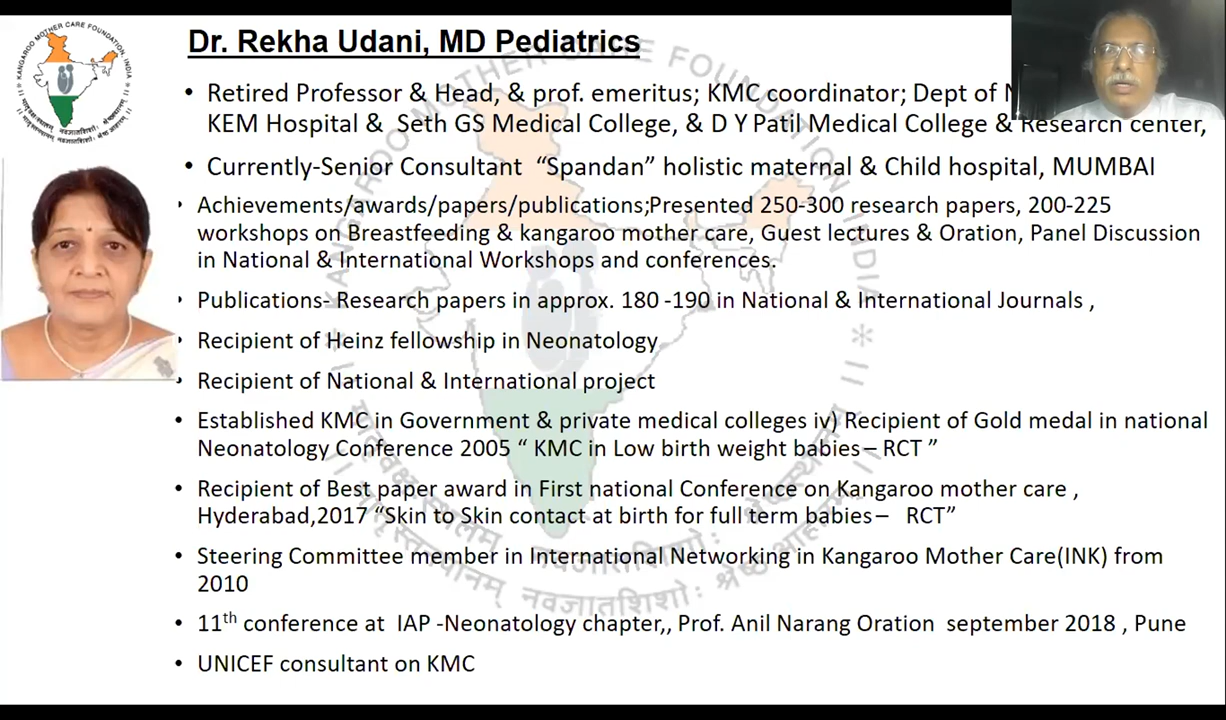 KANGAROO MOTHER CARE FOUNDATION, INDIA
Dr. Rekha Udani, MD Pediatrics
• Retired Professor & Head, & prof. emeritus; KMC coordinator; Dept of
KEM Hospital & Seth GS Medical College, & D Y Patil Medical College & Research center,
• Currently-Senior Consultant “Spandan” holistic maternal & Child hospital, MUMBAI
Achievements/awards/papers/publications;Presented 250-300 research papers, 200-225
workshops on Breastfeeding & kangaroo mother care, Guest lectures & Oration, Panel Discussion
in National & International Workshops and conferences.
Publications- Research papers in approx. 180 -190 in National & International Journals ,
Recipient of Heinz fellowship in Neonatology
Recipient of National & International project
• Established KMC in Government & private medical colleges iv) Recipient of Gold medal in national
Neonatology Conference 2005 “ KMC in Low birth weight babies – RCT ”
• Recipient of Best paper award in First national Conference on Kangaroo mother care ,
Hyderabad,2017 “Skin to Skin contact at birth for full term babies – RCT”
• Steering Committee member in International Networking in Kangaroo Mother Care(INK) from
2010
• 11th conference at IAP -Neonatology chapter,, Prof. Anil Narang Oration september 2018 , Pune
• UNICEF consultant on KMC